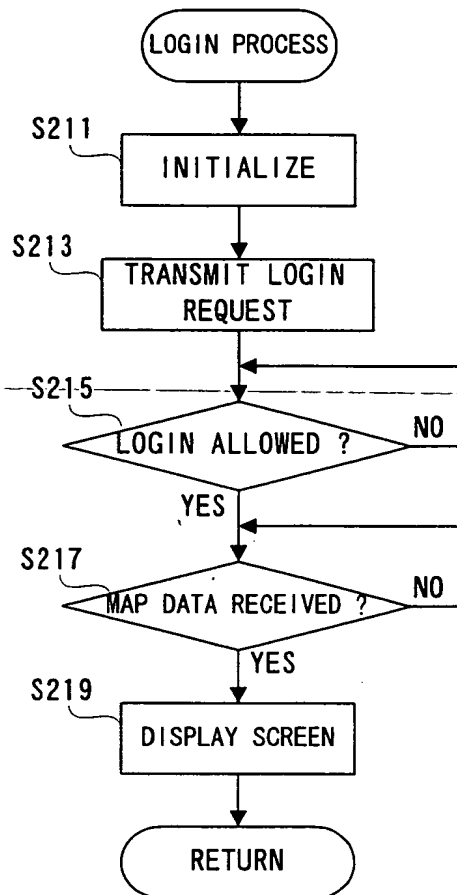 LOGIN PROCESS
S211
INITIALIZE
S213
TRANSMIT LOGIN
REQUEST
S215
LOGIN ALLOWED ?
NO
YES
S217
MAP DATA RECEIVED ?
NO
YES
S219
DISPLAY SCREEN
RETURN